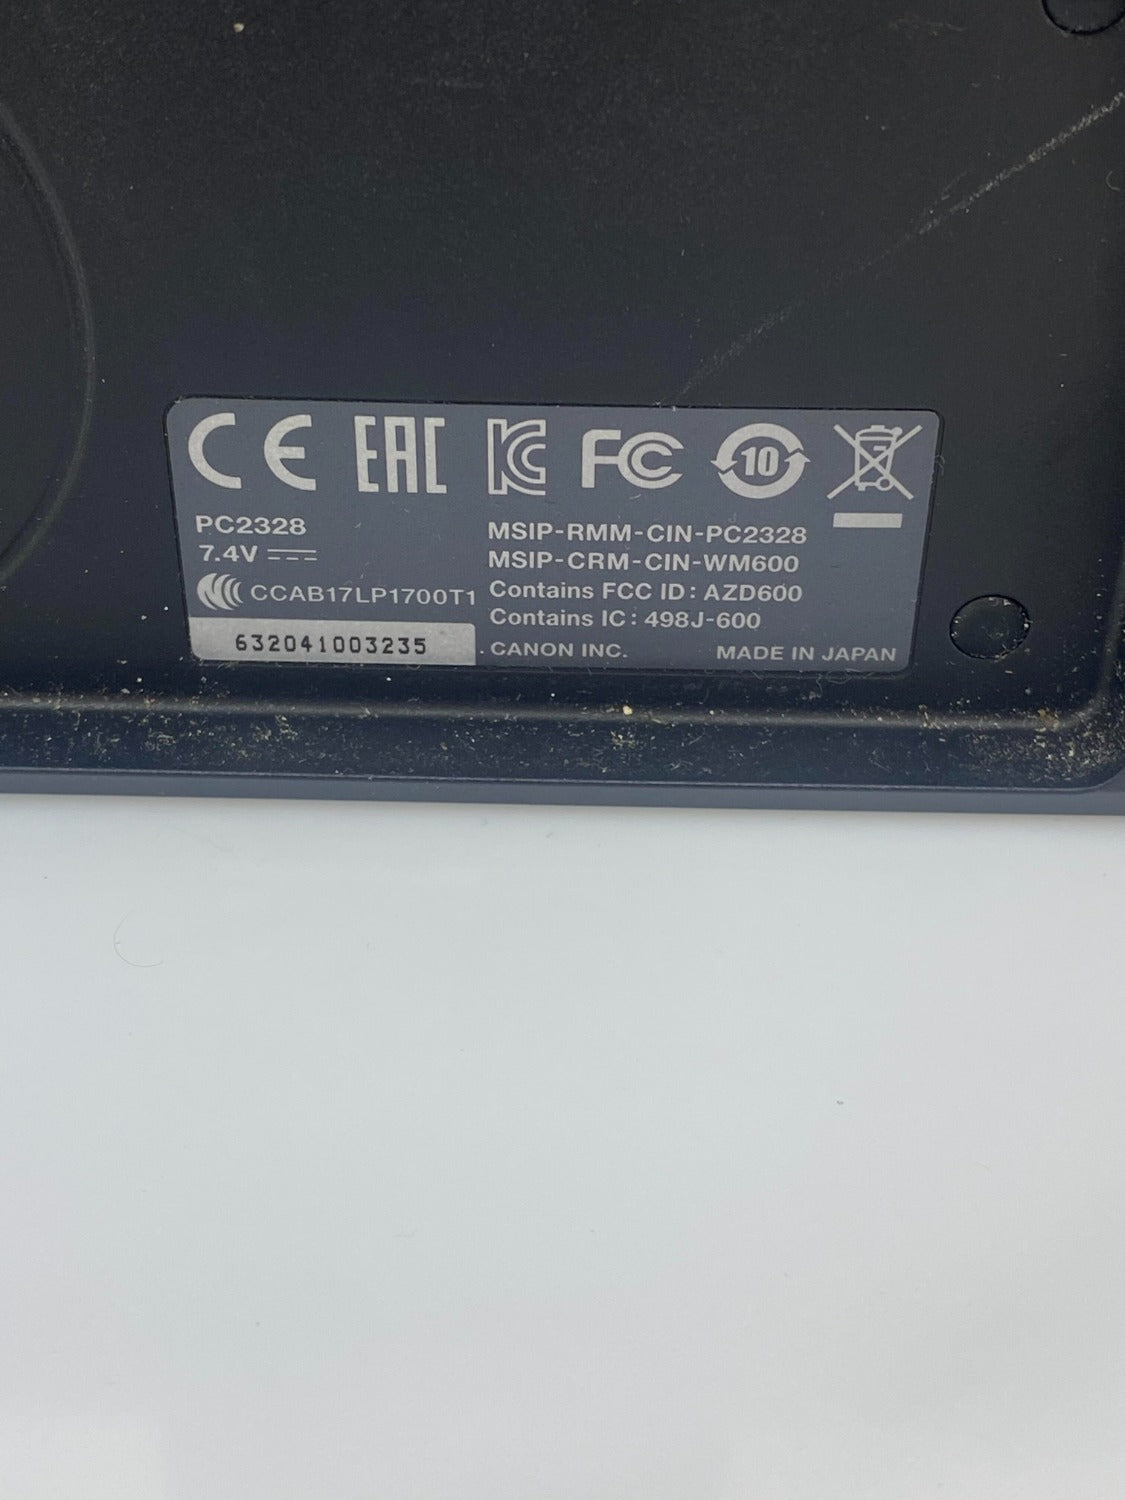 CE EAC KC FC 10
PC2328
7.4V
CCAB17LP1700T1
632041003235
MSIP-RMM-CIN-PC2328
MSIP-CRM-CIN-WM600
Contains FCC ID: AZD600
Contains IC: 498J-600
CANON INC. MADE IN JAPAN